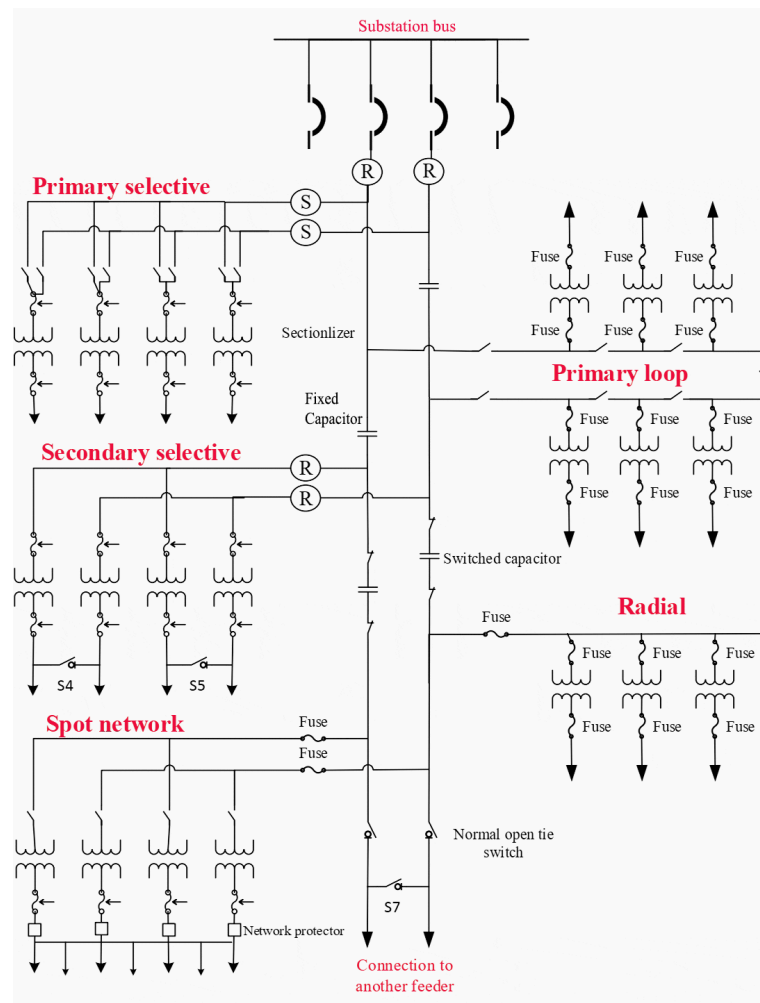 Substation bus
R
R
Primary selective
S
S
Fuse
Fuse
Fuse
Sectionlizer
Fuse
Fuse
Fuse
Primary loop
Fixed
Capacitor
Fuse
Fuse
Fuse
Secondary selective
R
R
Fuse
Fuse
Fuse
Switched capacitor
Radial
Fuse
Fuse
Fuse
Fuse
S4
S5
Spot network
Fuse
Fuse
Fuse
Fuse
Fuse
Normal open tie
switch
S7
Network protector
Connection to
another feeder